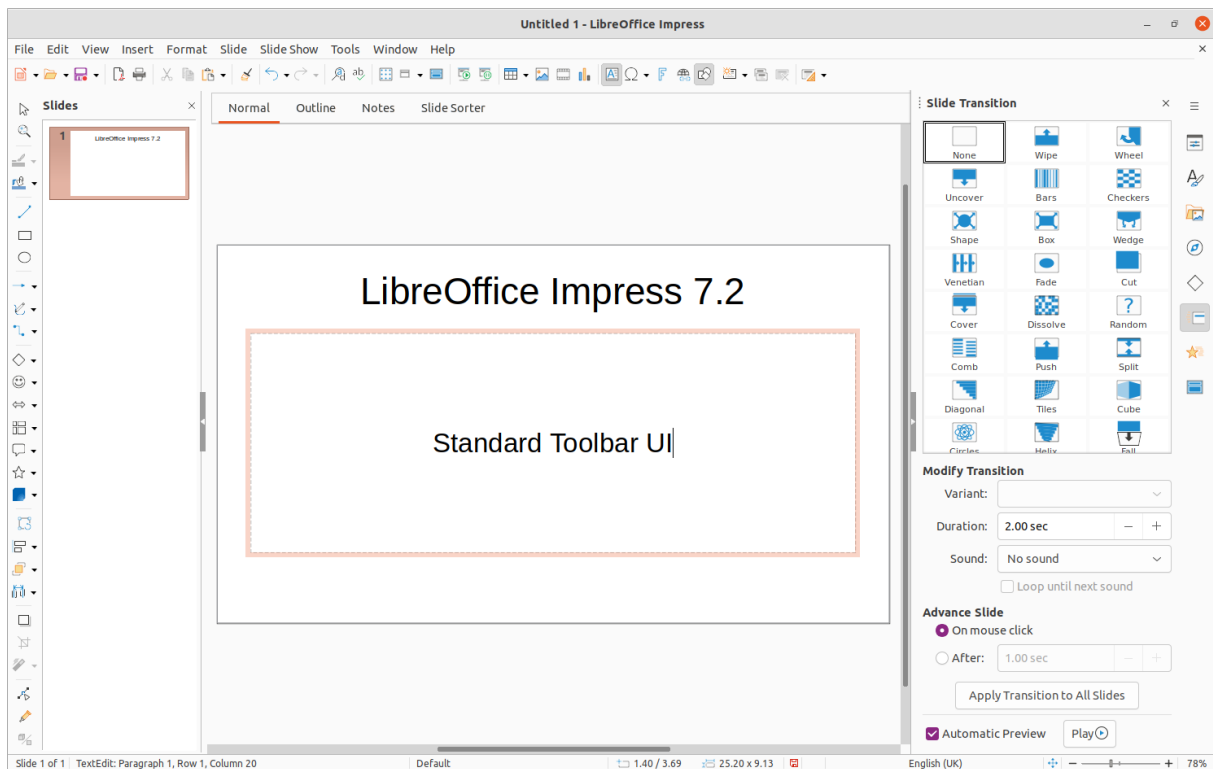 Untitled 1 - LibreOffice Impress
File Edit View Insert Format Slide Slide Show Tools Window Help
Slides
1
LibreOffice Impress 7.2
Normal Outline Notes Slide Sorter
LibreOffice Impress 7.2
Standard Toolbar UI
Slide Transition
None Wipe Wheel
Uncover Bars Checkers
Shape Box Wedge
Venetian Fade Cut
Cover Dissolve Random
Comb Push Split
Diagonal Tiles Cube
Circles Helix Fall
Modify Transition
Variant:
Duration: 2.00 sec
Sound: No sound
Loop until next sound
Advance Slide
On mouse click
After: 1.00 sec
Apply Transition to All Slides
Automatic Preview Play
Slide 1 of 1 TextEdit: Paragraph 1, Row 1, Column 20 Default 1.40 / 3.69 25.20 x 9.13 English (UK) 78%